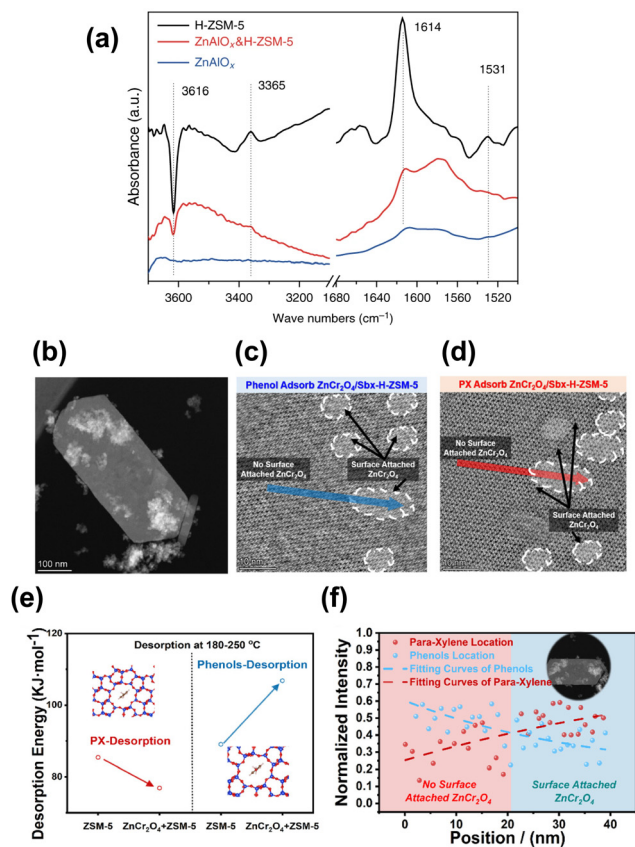 (a)
H-ZSM-5
ZnAlOₓ&H-ZSM-5
ZnAlOₓ
3616
3365
1614
1531
Absorbance (a.u.)
3600
3400
3200
1680
1640
1600
1560
1520
Wave numbers (cm⁻¹)
(b)
100 nm
(c)
Phenol Adsorb ZnCr₂O₄/Sbx-H-ZSM-5
No Surface
Attached ZnCr₂O₄
Surface Attached
ZnCr₂O₄
10 nm
(d)
PX Adsorb ZnCr₂O₄/Sbx-H-ZSM-5
No Surface
Attached ZnCr₂O₄
Surface Attached
ZnCr₂O₄
(e)
Desorption at 180-250 °C
Phenols-Desorption
PX-Desorption
Desorption Energy (KJ·mol⁻¹)
120
100
80
ZSM-5
ZnCr₂O₄+ZSM-5
ZSM-5
ZnCr₂O₄+ZSM-5
(f)
Para-Xylene Location
Phenols Location
Fitting Curves of Phenols
Fitting Curves of Para-Xylene
Normalized Intensity
1.0
0.9
0.8
0.7
0.6
0.5
0.4
0.3
0.2
0.1
0.0
No Surface
Attached ZnCr₂O₄
Surface Attached
ZnCr₂O₄
0
10
20
30
40
Position / (nm)